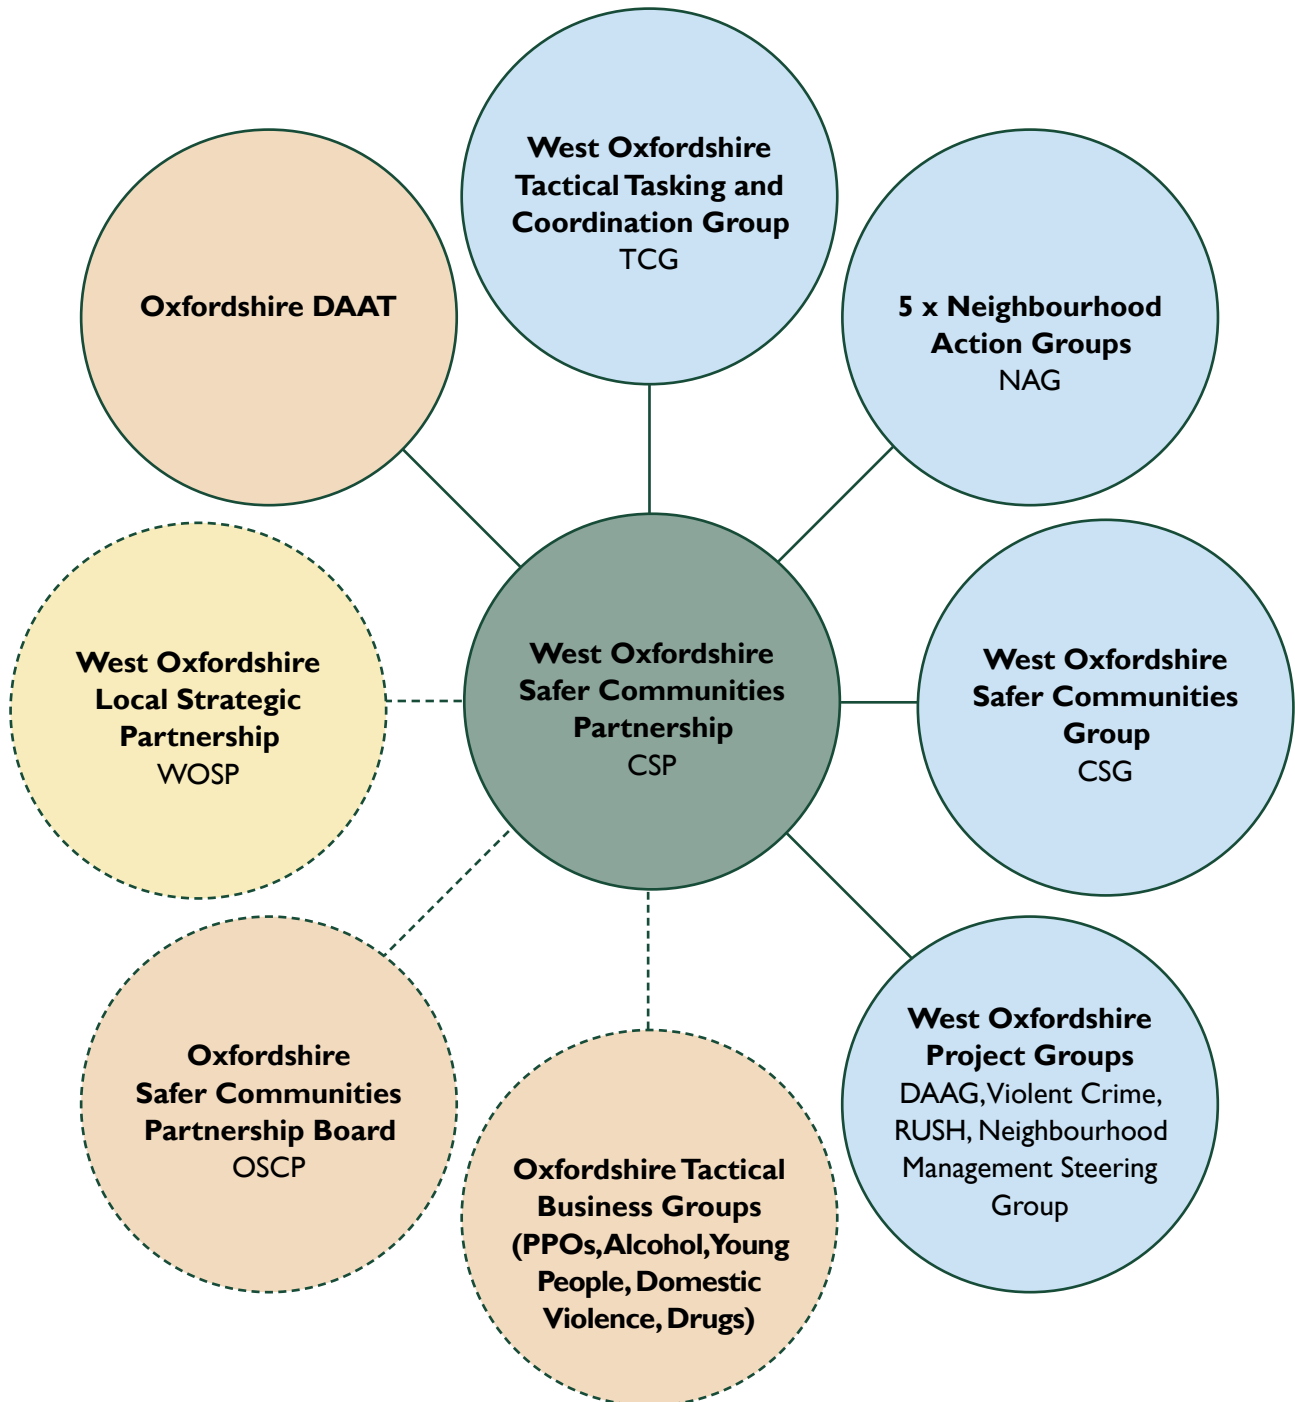 West Oxfordshire
Tactical Tasking and
Coordination Group
TCG
Oxfordshire DAAT
5 x Neighbourhood
Action Groups
NAG
West Oxfordshire
Local Strategic
Partnership
WOSP
West Oxfordshire
Safer Communities
Partnership
CSP
West Oxfordshire
Safer Communities
Group
CSG
Oxfordshire
Safer Communities
Partnership Board
OSCP
Oxfordshire Tactical
Business Groups
(PPOs, Alcohol, Young
People, Domestic
Violence, Drugs)
West Oxfordshire
Project Groups
DAAG, Violent Crime,
RUSH, Neighbourhood
Management Steering
Group